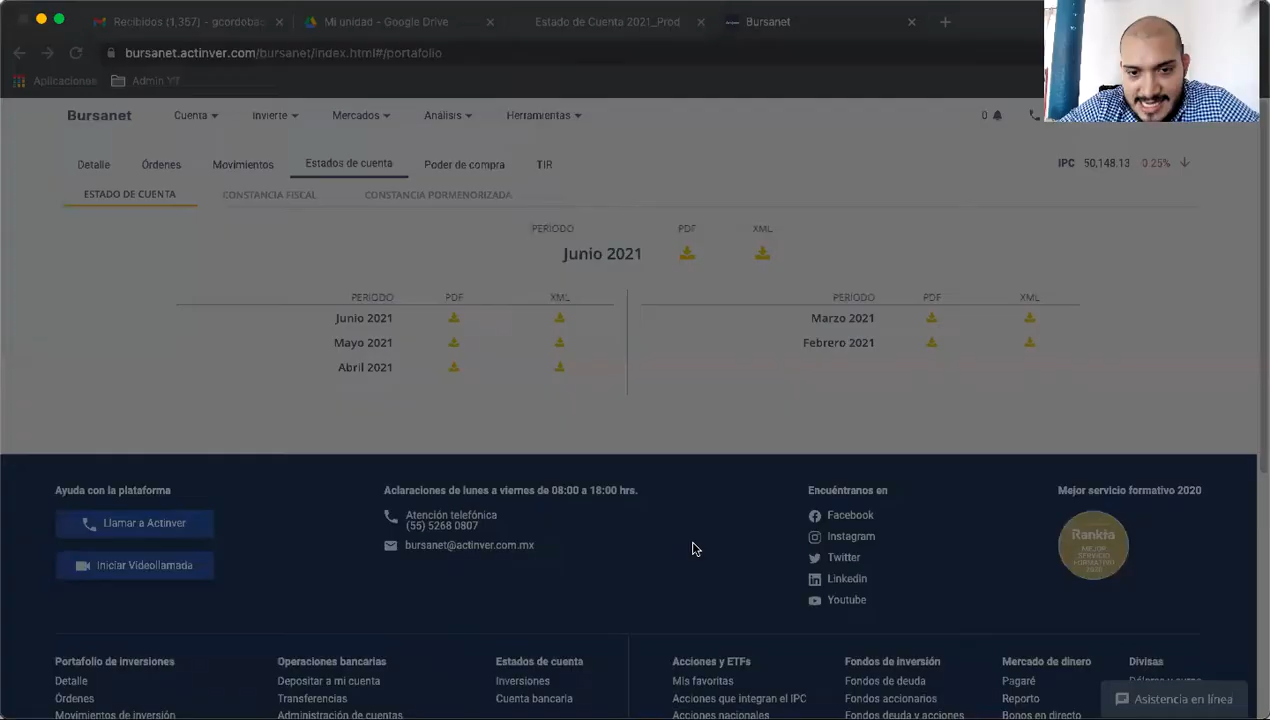 Recibidos (1,357) - gcordobac
Mi unidad - Google Drive
Estado de Cuenta 2021_Prod
Bursanet
bursanet.actinver.com/bursanet/index.html#/portafolio
Aplicaciones
Admin YT
Bursanet
Cuenta
Invierte
Mercados
Análisis
Herramientas
0
Detalle
Órdenes
Movimientos
Estados de cuenta
Poder de compra
TIR
IPC 50,148.13 0.25%
ESTADO DE CUENTA
CONSTANCIA FISCAL
CONSTANCIA PORMENORIZADA
PERIODO PDF XML
Junio 2021
PERIODO PDF XML
Junio 2021
Mayo 2021
Abril 2021
PERIODO PDF XML
Marzo 2021
Febrero 2021
Ayuda con la plataforma
Llamar a Actinver
Iniciar Videollamada
Aclaraciones de lunes a viernes de 08:00 a 18:00 hrs.
Atención telefónica
(55) 5268 0807
bursanet@actinver.com.mx
Encuéntranos en
Facebook
Instagram
Twitter
LinkedIn
Youtube
Mejor servicio formativo 2020
Rankia
MEJOR
SERVICIO
FORMATIVO
2020
Portafolio de inversiones
Detalle
Órdenes
Movimientos de inversión
Operaciones bancarias
Depositar a mi cuenta
Transferencias
Administración de cuentas
Estados de cuenta
Inversiones
Cuenta bancaria
Acciones y ETFs
Mis favoritas
Acciones que integran el IPC
Acciones nacionales
Fondos de inversión
Fondos de deuda
Fondos accionarios
Fondos deuda y acciones
Mercado de dinero
Pagaré
Reporto
Bonos en directo
Divisas
Asistencia en línea